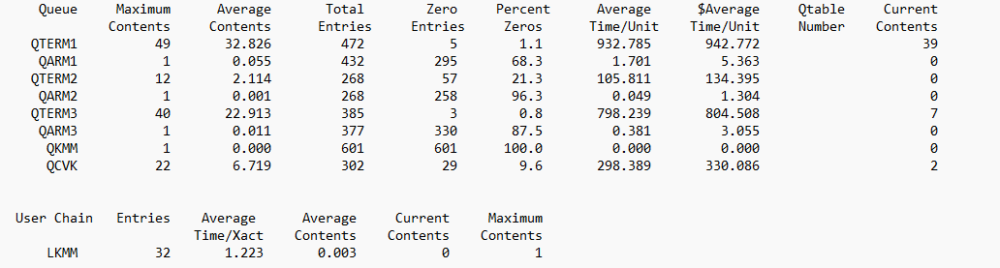 Queue Maximum Average Total Zero Percent Average $Average Qtable Current
Contents Contents Entries Entries Zeros Time/Unit Time/Unit Number Contents
QTERM1 49 32.826 472 5 1.1 932.785 942.772 39
QARM1 1 0.055 432 295 68.3 1.701 5.363 0
QTERM2 12 2.114 268 57 21.3 105.811 134.395 0
QARM2 1 0.001 268 258 96.3 0.049 1.304 0
QTERM3 40 22.913 385 3 0.8 798.239 804.508 7
QARM3 1 0.011 377 330 87.5 0.381 3.055 0
QKMM 1 0.000 601 601 100.0 0.000 0.000 0
QCVK 22 6.719 302 29 9.6 298.389 330.086 2
User Chain Entries Average Average Current Maximum
Time/Xact Contents Contents Contents
LKMM 32 1.223 0.003 0 1